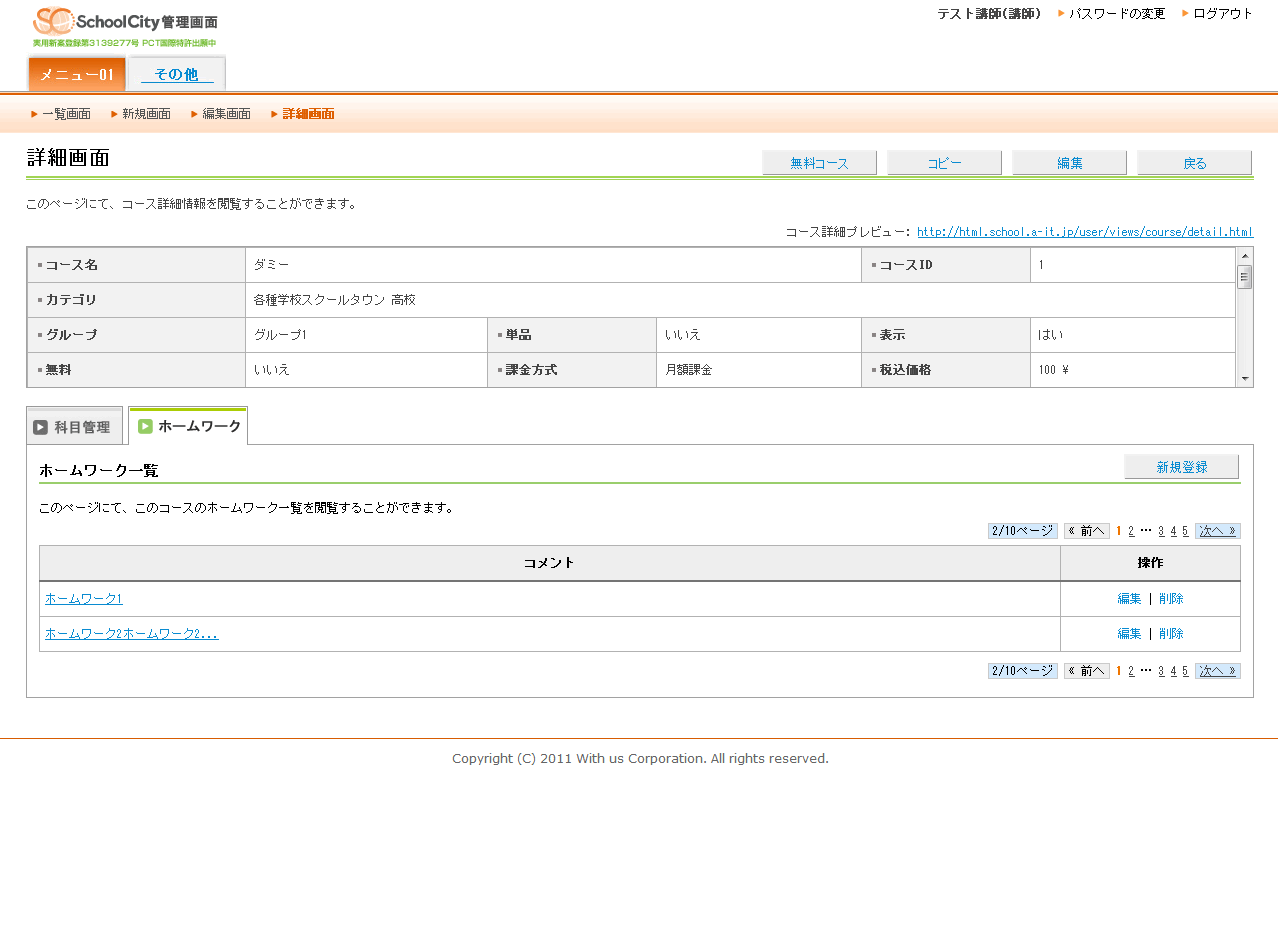 SchoolCity管理画面
実用新案登録第3139277号 PCT国際特許出願中
テスト講師(講師) パスワードの変更 ログアウト
メニュー01 その他
一覧画面 新規画面 編集画面 詳細画面
詳細画面 無料コース コピー 編集 戻る
このページにて、コース詳細情報を閲覧することができます。
コース詳細プレビュー: http://html.school.a-it.jp/user/views/course/detail.html
コース名 ダミー コースID 1
カテゴリ 各種学校スクールタウン 高校
グループ グループ1 単品 いいえ 表示 はい
無料 いいえ 課金方式 月額課金 税込価格 100 ¥
科目管理 ホームワーク
ホームワーク一覧 新規登録
このページにて、このコースのホームワーク一覧を閲覧することができます。
2/10ページ « 前へ 1 2 … 3 4 5 次へ »
コメント 操作
ホームワーク1 編集 | 削除
ホームワーク2ホームワーク2... 編集 | 削除
2/10ページ « 前へ 1 2 … 3 4 5 次へ »
Copyright (C) 2011 With us Corporation. All rights reserved.